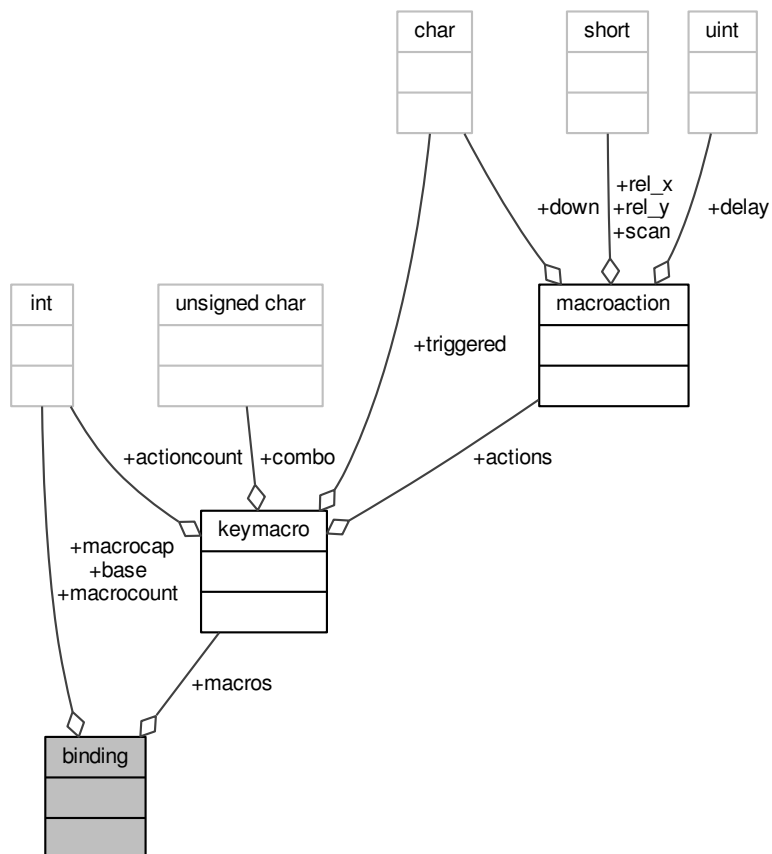 char
short
uint
+rel_x
+down
+rel_y
+delay
+scan
int
unsigned char
macroaction
+triggered
+actioncount
+combo
+actions
keymacro
+macrocap
+base
+macrocount
+macros
binding